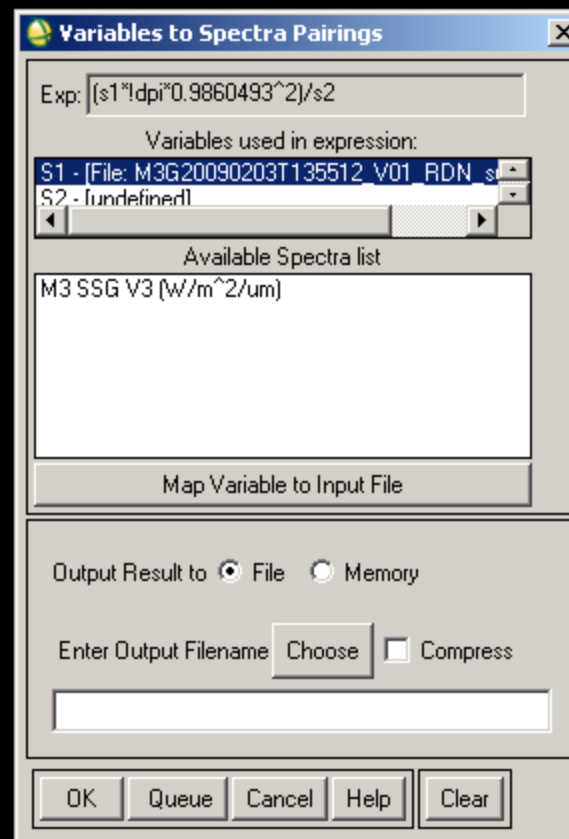 Variables to Spectra Pairings
Exp: (s1*!dpi*0.9860493^2)/s2
Variables used in expression:
S1 - [File: M3G20090203T135512_V01_RDN_
S2 - [undefined]
Available Spectra list
M3 SSG V3 (W/m^2/um)
Map Variable to Input File
Output Result to File Memory
Enter Output Filename Choose Compress
OK Queue Cancel Help Clear